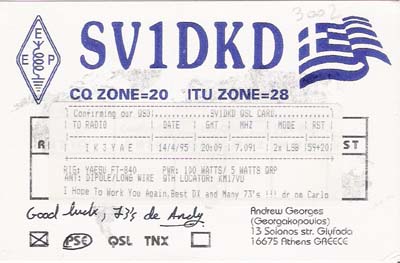 3002
E
E P
SV1DKD
CQ ZONE=20 ITU ZONE=28
Confirming our QSO: SV1DKD QSL CARD
TO RADIO DATE GMT MHZ MODE RST
IK3YAE 14/4/95 20:09 7.091 2x LSB 59+20
RIG: YAESU FT-840 PWR: 100 WATTS/ 5 WATTS QRP
ANT: DIPOLE/LONG WIRE QTH LOCATOR: KM17VU
I Hope To Work You Again.Best DX and Many 73's !!! dr om Carlo
Good luck, 73's de Andy.
PSE QSL TNX
Andrew Georges
(Georgakopoulos)
13 Soianos str. Glyfada
16675 Athens GREECE